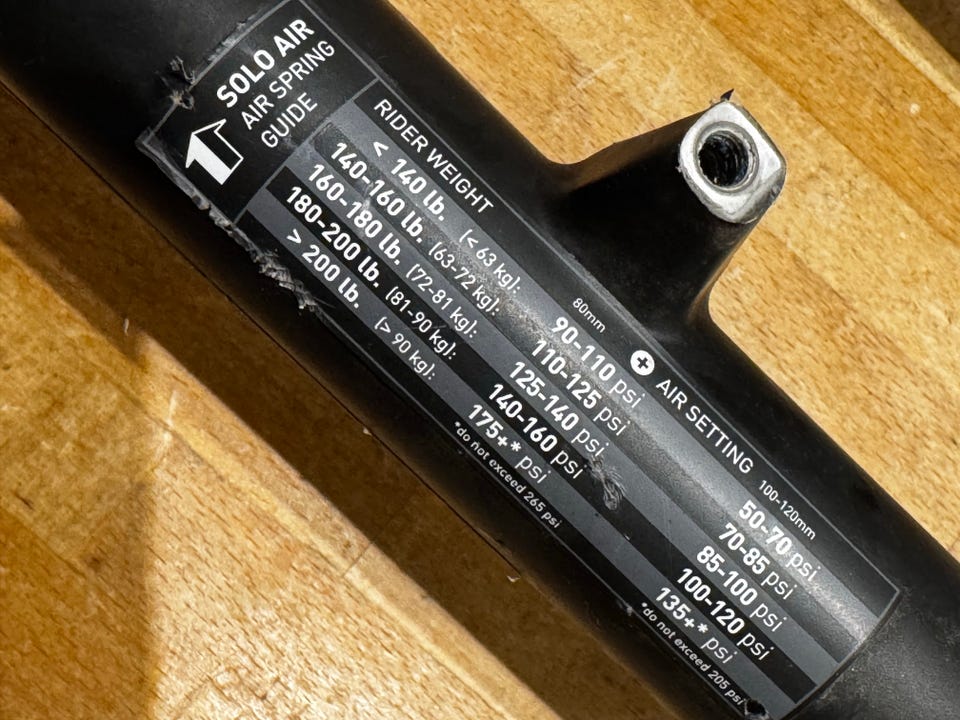 SOLO AIR
AIR SPRING
GUIDE
RIDER WEIGHT + AIR SETTING
80mm 100-120mm
< 140 lb. (< 63 kg): 90-110 psi 50-70 psi
140-160 lb. (63-72 kg): 110-125 psi 70-85 psi
160-180 lb. (72-81 kg): 125-140 psi 85-100 psi
180-200 lb. (81-90 kg): 140-160 psi 100-120 psi
> 200 lb. (> 90 kg): 175+* psi 135+* psi
*do not exceed 265 psi *do not exceed 205 psi